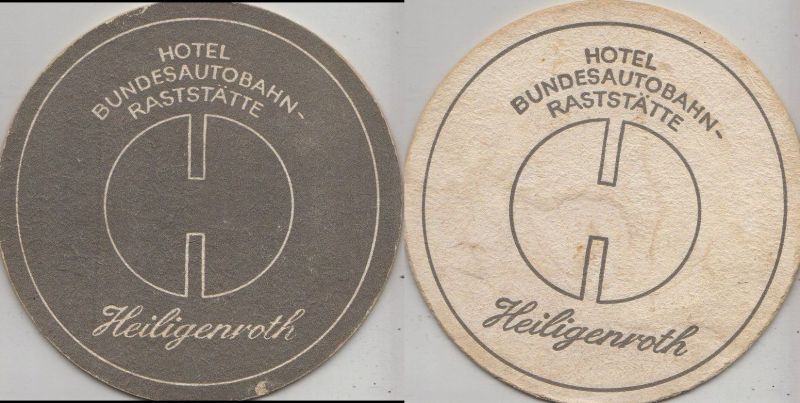 HOTEL
BUNDESAUTOBAHN-
RASTSTÄTTE
Heiligenroth
HOTEL
BUNDESAUTOBAHN-
RASTSTÄTTE
Heiligenroth